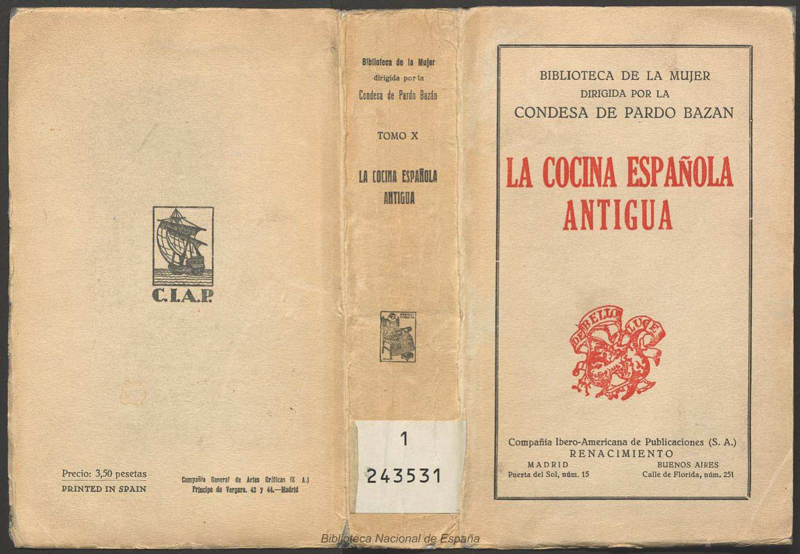 C.I.A.P.
Precio: 3,50 pesetas
PRINTED IN SPAIN
Compañía General de Artes Gráficas (S A.)
Príncipe de Vergara, 42 y 44.—Madrid
Biblioteca de la Mujer
dirigida por la
Condesa de Pardo Bazán
TOMO X
LA COCINA ESPAÑOLA
ANTIGUA
1
243531
BIBLIOTECA DE LA MUJER
DIRIGIDA POR LA
CONDESA DE PARDO BAZAN
LA COCINA ESPAÑOLA
ANTIGUA
DE BELLO LUCE
Compañía Ibero-Americana de Publicaciones (S. A.)
RENACIMIENTO
MADRID BUENOS AIRES
Puerta del Sol, núm. 15 Calle de Florida, núm. 251
Biblioteca Nacional de España